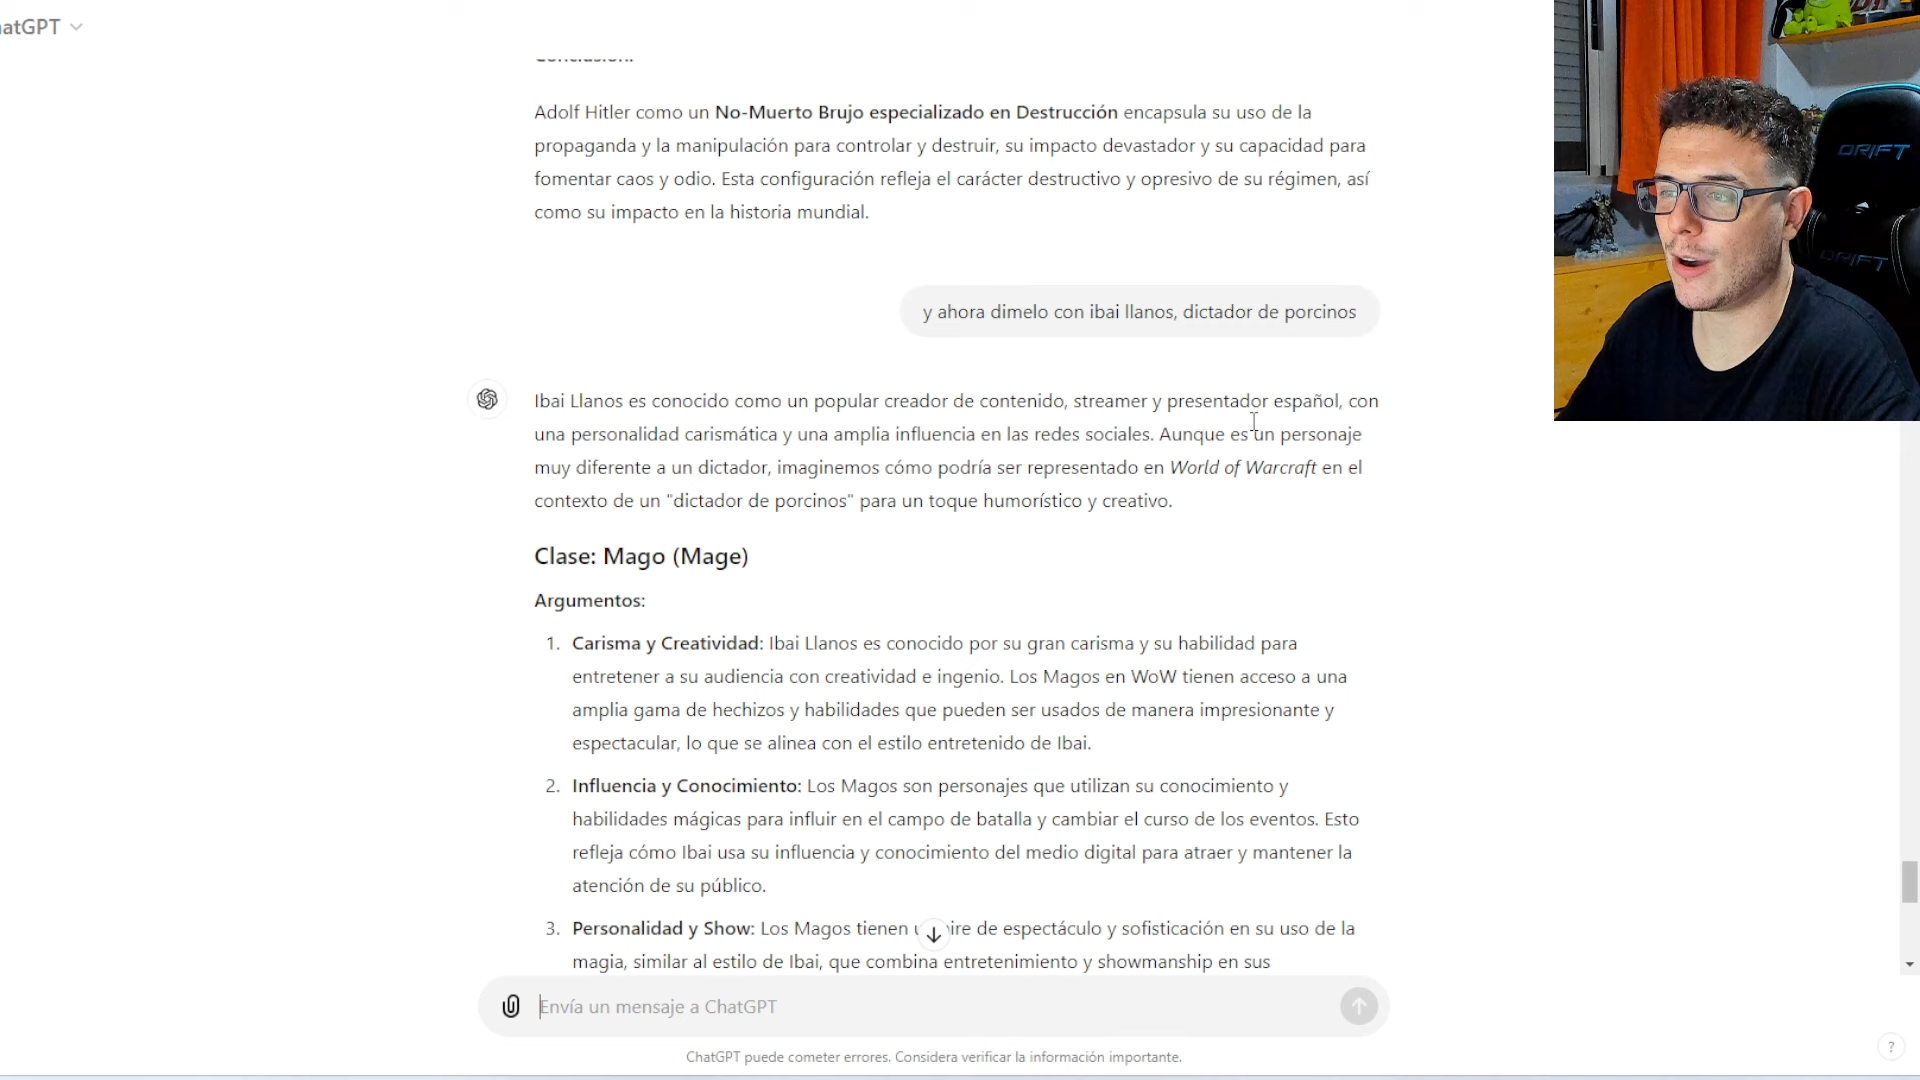 atGPT
Conclusión:
Adolf Hitler como un No-Muerto Brujo especializado en Destrucción encapsula su uso de la
propaganda y la manipulación para controlar y destruir, su impacto devastador y su capacidad para
fomentar caos y odio. Esta configuración refleja el carácter destructivo y opresivo de su régimen, así
como su impacto en la historia mundial.
y ahora dimelo con ibai llanos, dictador de porcinos
Ibai Llanos es conocido como un popular creador de contenido, streamer y presentador español, con
una personalidad carismática y una amplia influencia en las redes sociales. Aunque es un personaje
muy diferente a un dictador, imaginemos cómo podría ser representado en World of Warcraft en el
contexto de un "dictador de porcinos" para un toque humorístico y creativo.
Clase: Mago (Mage)
Argumentos:
1. Carisma y Creatividad: Ibai Llanos es conocido por su gran carisma y su habilidad para
entretener a su audiencia con creatividad e ingenio. Los Magos en WoW tienen acceso a una
amplia gama de hechizos y habilidades que pueden ser usados de manera impresionante y
espectacular, lo que se alinea con el estilo entretenido de Ibai.
2. Influencia y Conocimiento: Los Magos son personajes que utilizan su conocimiento y
habilidades mágicas para influir en el campo de batalla y cambiar el curso de los eventos. Esto
refleja cómo Ibai usa su influencia y conocimiento del medio digital para atraer y mantener la
atención de su público.
3. Personalidad y Show: Los Magos tienen u ire de espectáculo y sofisticación en su uso de la
magia, similar al estilo de Ibai, que combina entretenimiento y showmanship en sus
Envía un mensaje a ChatGPT
ChatGPT puede cometer errores. Considera verificar la información importante.
?
DRIFT
DRIFT